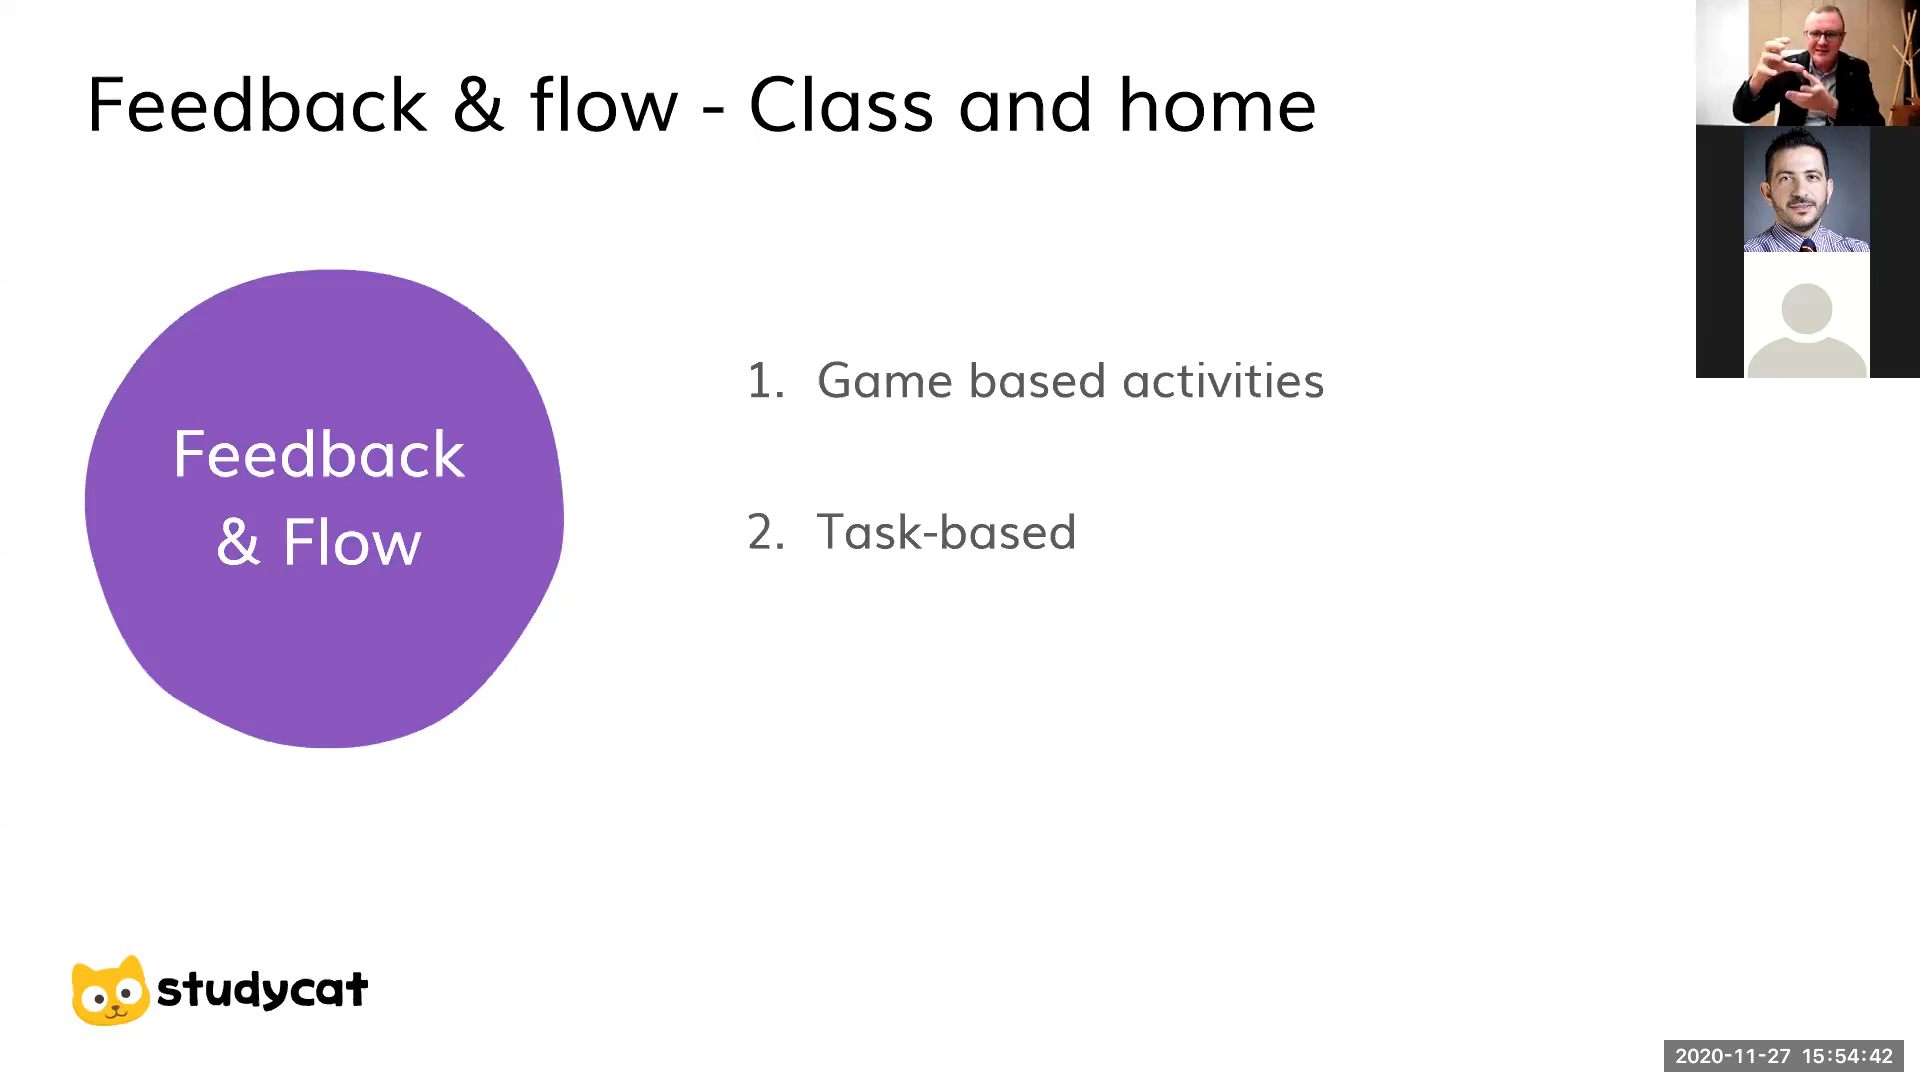 Feedback & flow - Class and home
Feedback
& Flow
1. Game based activities
2. Task-based
studycat
2020-11-27 15:54:42